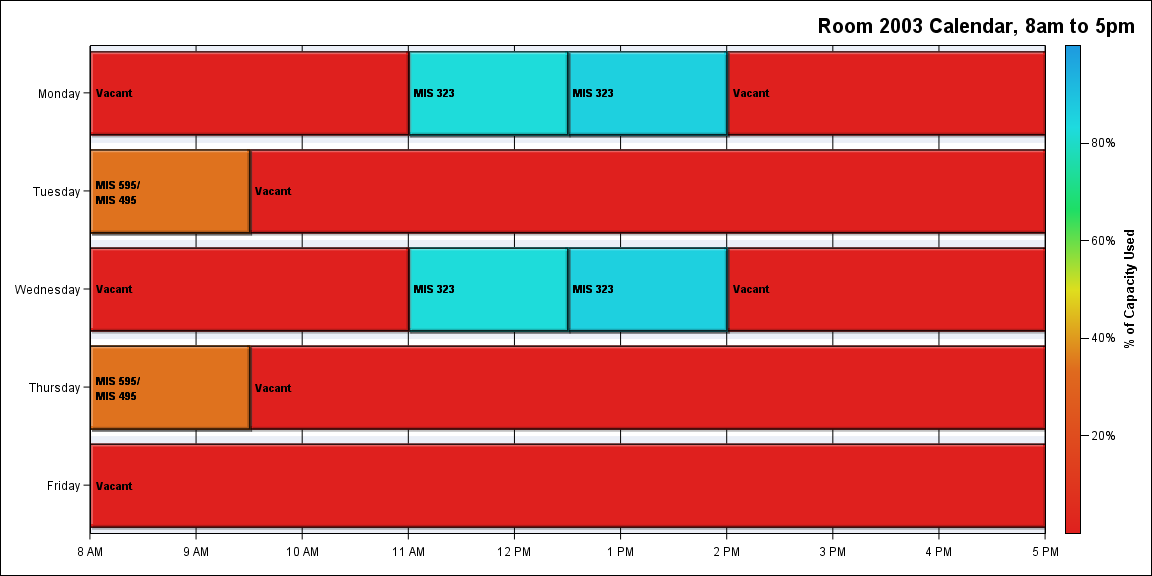 Room 2003 Calendar, 8am to 5pm
Monday
Vacant
MIS 323
MIS 323
Vacant
Tuesday
MIS 595/
MIS 495
Vacant
Wednesday
Vacant
MIS 323
MIS 323
Vacant
Thursday
MIS 595/
MIS 495
Vacant
Friday
Vacant
8 AM
9 AM
10 AM
11 AM
12 PM
1 PM
2 PM
3 PM
4 PM
5 PM
80%
60%
40%
20%
% of Capacity Used